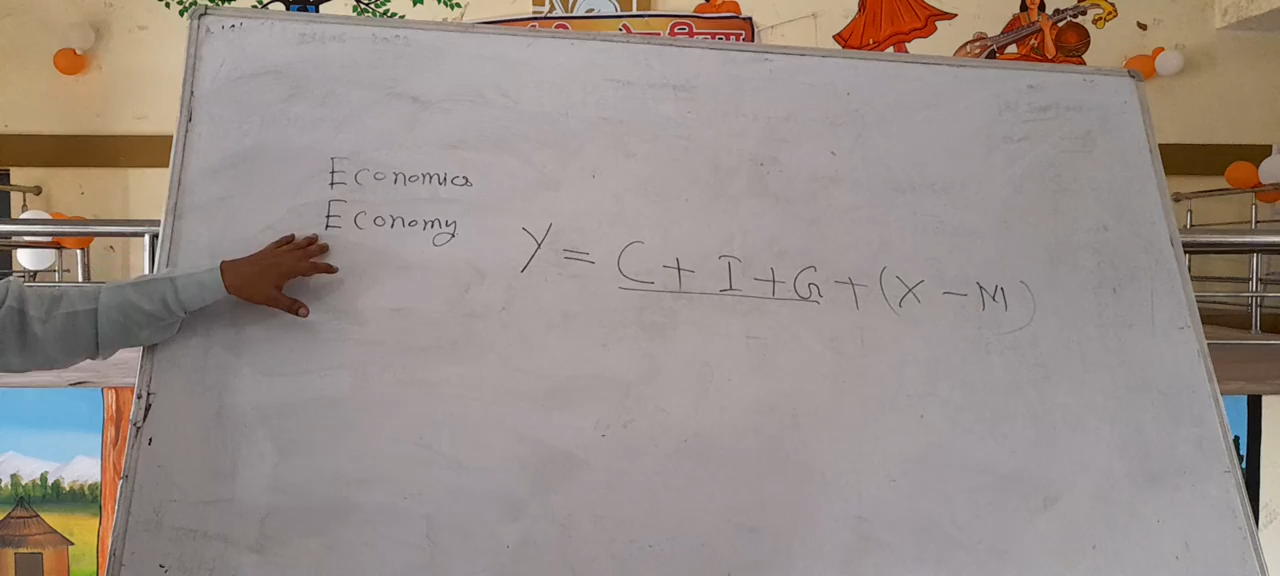 Economics
Economy
Y = C + I + G + (X - M)